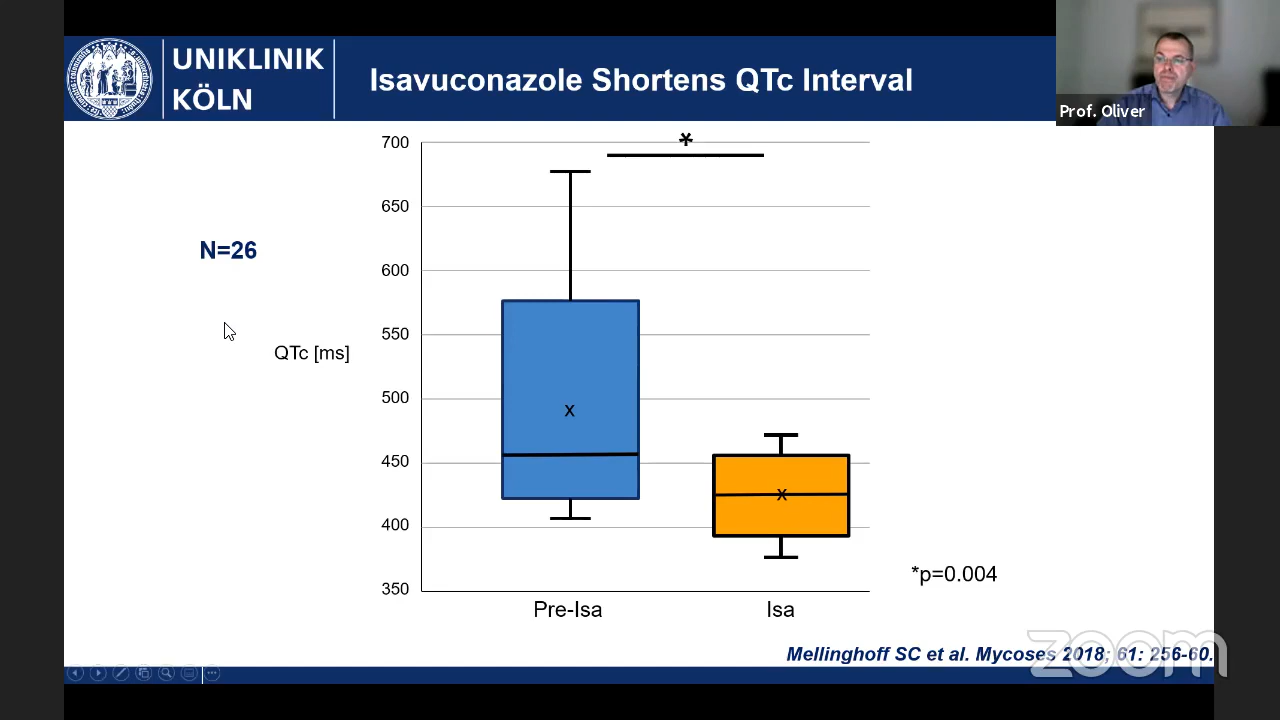 UNIKLINIK
KÖLN
Isavuconazole Shortens QTc Interval
Prof. Oliver
N=26
QTc [ms]
700
650
600
550
500
450
400
350
*
x
x
Pre-Isa
Isa
*p=0.004
Mellinghoff SC et al. Mycoses 2018; 61: 256-60.
zoom